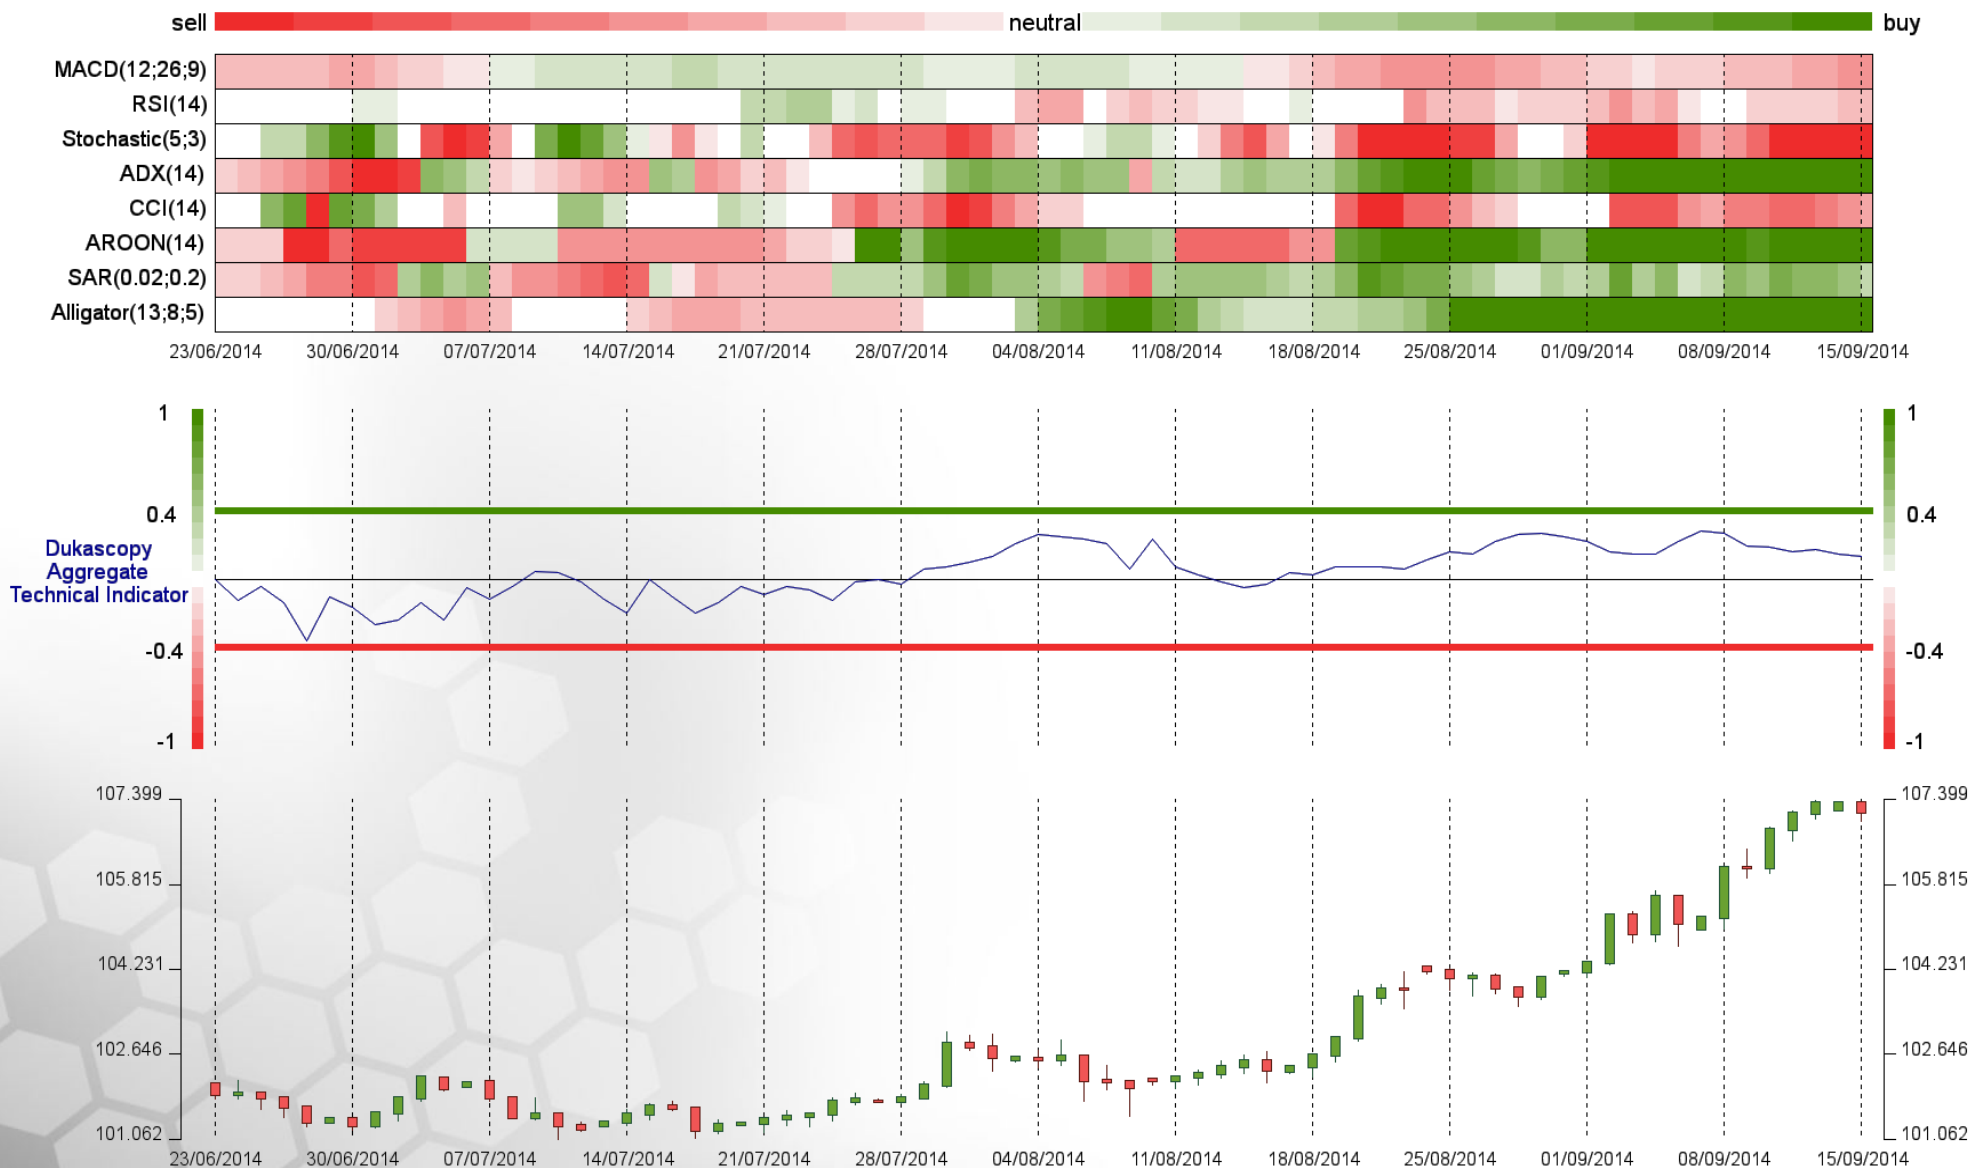 sell neutral buy
MACD(12;26;9)
RSI(14)
Stochastic(5;3)
ADX(14)
CCI(14)
AROON(14)
SAR(0.02;0.2)
Alligator(13;8;5)
23/06/2014 30/06/2014 07/07/2014 14/07/2014 21/07/2014 28/07/2014 04/08/2014 11/08/2014 18/08/2014 25/08/2014 01/09/2014 08/09/2014 15/09/2014
1 1
0.4 0.4
Dukascopy
Aggregate
Technical Indicator
-0.4 -0.4
-1 -1
107.399 107.399
105.815 105.815
104.231 104.231
102.646 102.646
101.062 101.062
23/06/2014 30/06/2014 07/07/2014 14/07/2014 21/07/2014 28/07/2014 04/08/2014 11/08/2014 18/08/2014 25/08/2014 01/09/2014 08/09/2014 15/09/2014